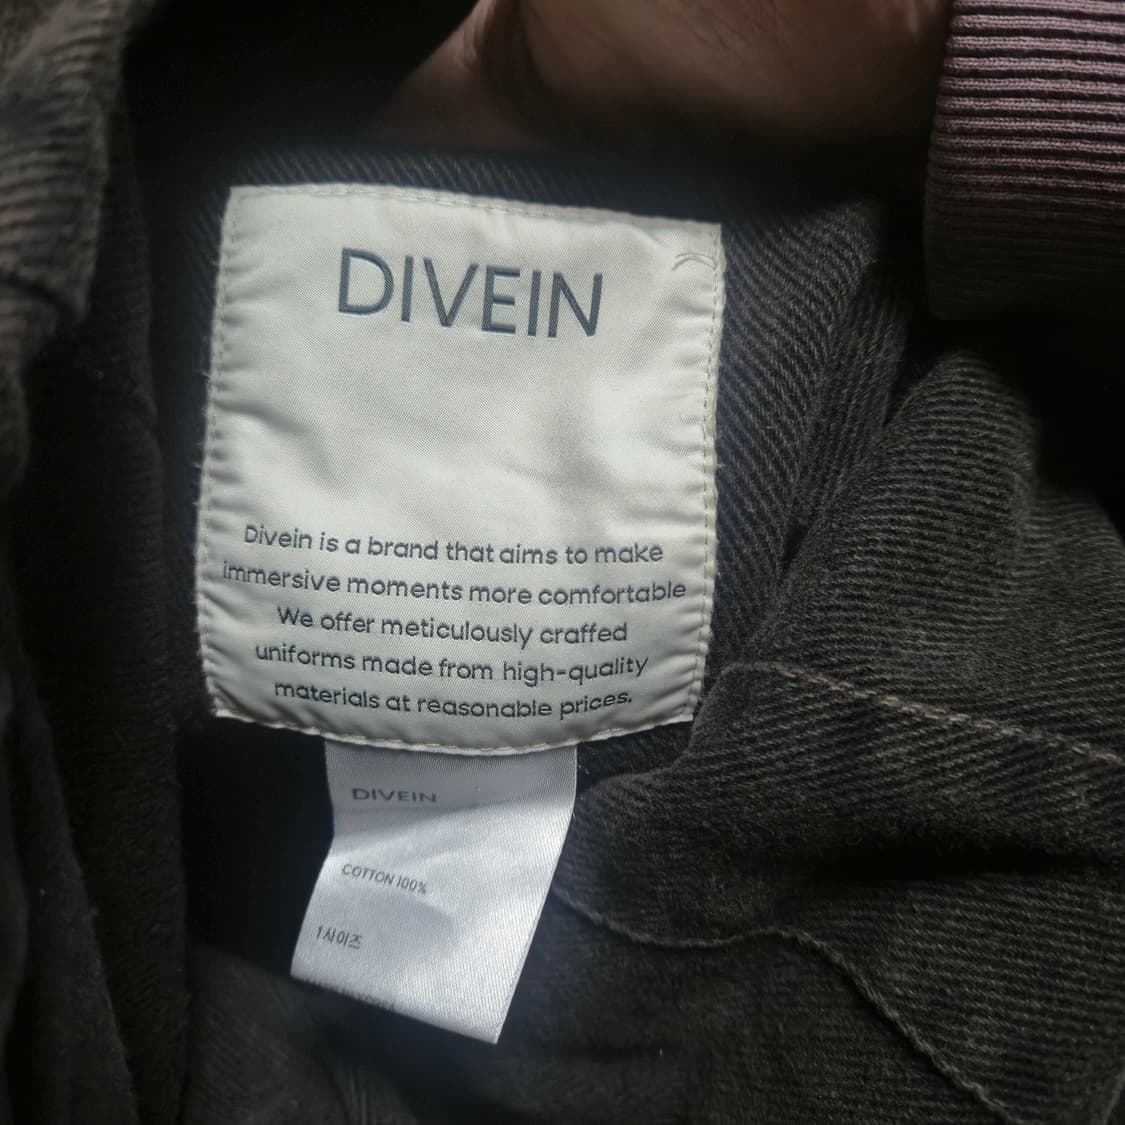 DIVEIN
Divein is a brand that aims to make
immersive moments more comfortable
We offer meticulously craffed
uniforms made from high-quality
materials at reasonable prices.
DIVEIN
COTTON 100%
1사이즈